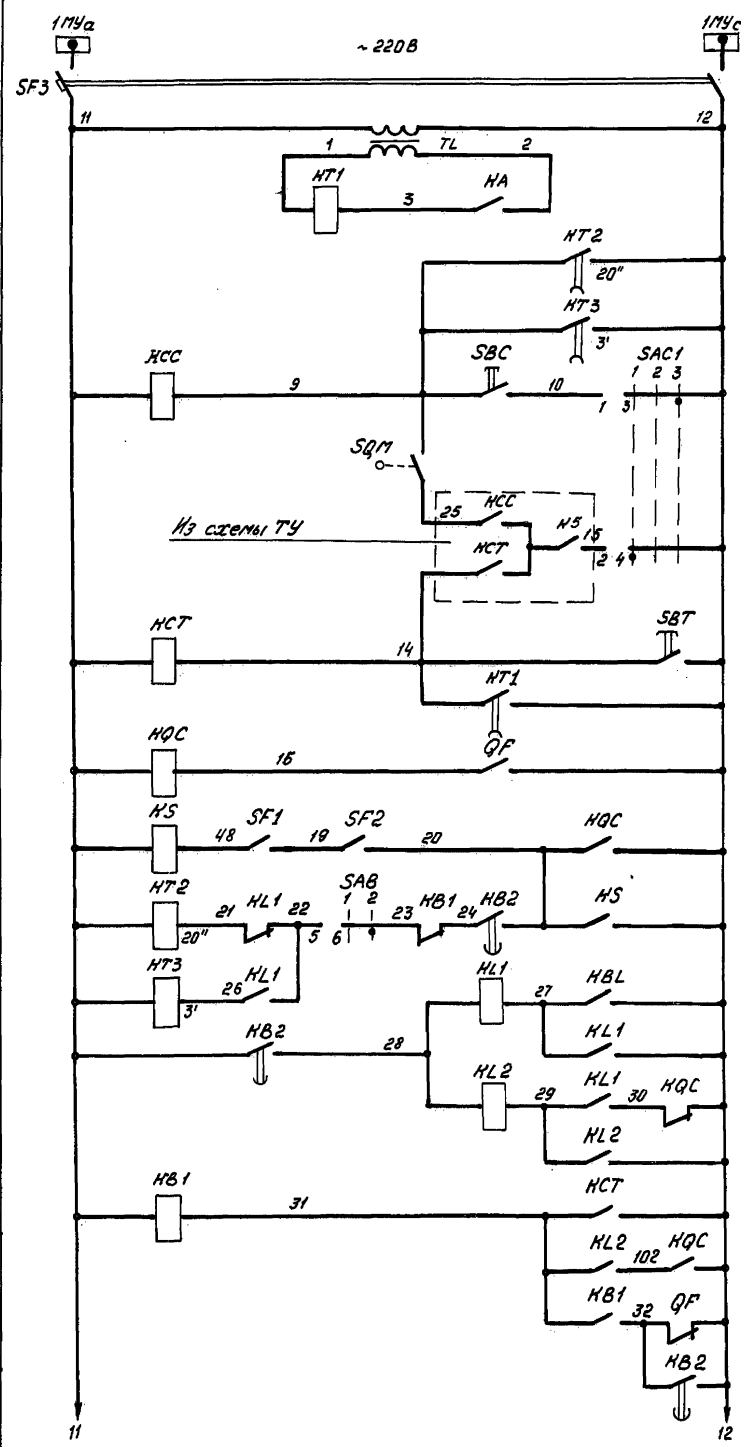 1МУа 1МУс
~220В
SF3
11 12
1 TL 2
КТ1 3 КА
КТ2
20"
КТ3
3'
КСС SBC SAC1
1 2 3
9 10 1 3
SQM
25 КСС
Из схемы ТУ К5 15
КСТ 2 4
КСТ 14 SBT
КТ1
КQС 16 QF
KS 48 SF1 19 SF2 20 КQС
КТ2 21 KL1 22 SAB 1 2 23 КВ1 24 КВ2 KS
20" 5 6
КТ3 26 KL1 KL1 27 KBL
3'
КВ2 28 KL1
KL2 29 KL1 30 КQС
KL2
КВ1 31 КСТ
KL2 102 КQС
КВ1 32 QF
КВ2
11 12